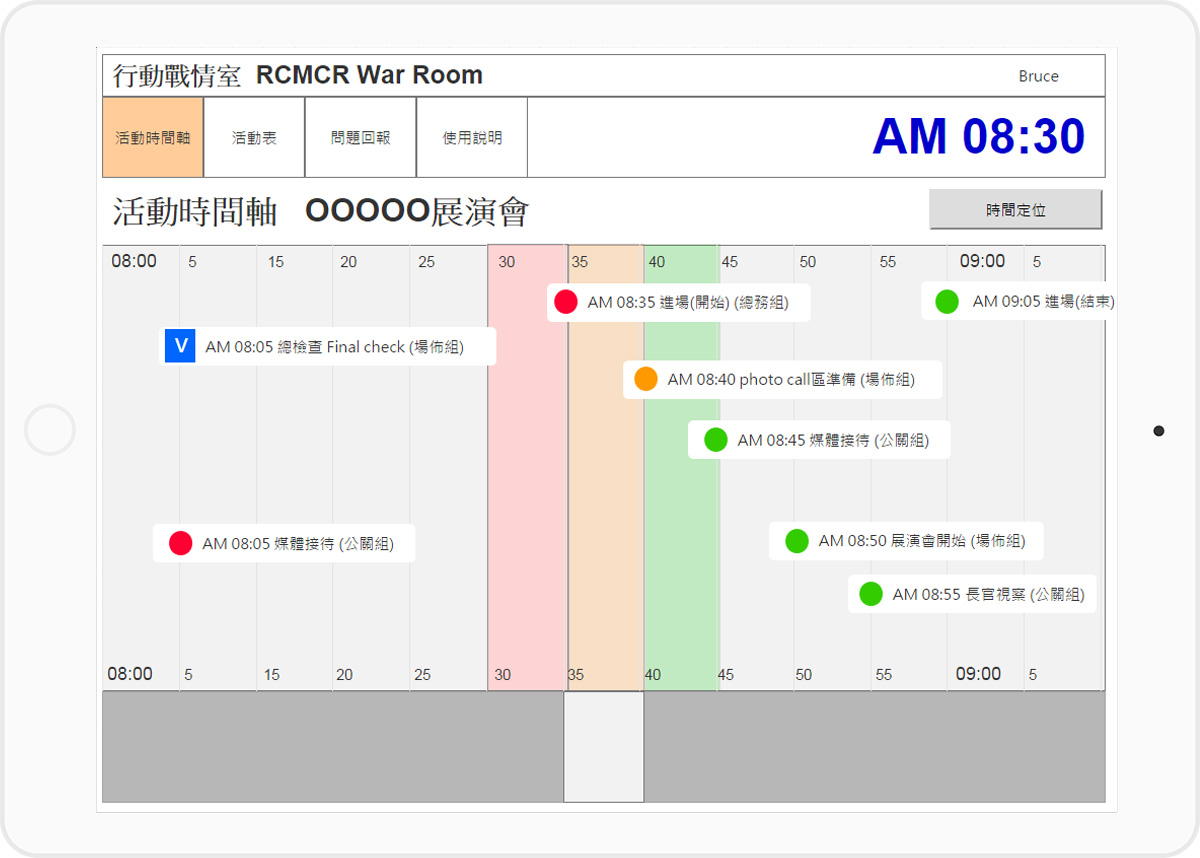 行動戰情室 RCMCR War Room
Bruce
活動時間軸
活動表
問題回報
使用說明
AM 08:30
活動時間軸 OOOOO展演會
時間定位
08:00 5 15 20 25 30 35 40 45 50 55 09:00 5
AM 08:35 進場(開始) (總務組)
AM 09:05 進場(結束)
V AM 08:05 總檢查 Final check (場佈組)
AM 08:40 photo call區準備 (場佈組)
AM 08:45 媒體接待 (公關組)
AM 08:05 媒體接待 (公關組)
AM 08:50 展演會開始 (場佈組)
AM 08:55 長官視察 (公關組)
08:00 5 15 20 25 30 35 40 45 50 55 09:00 5